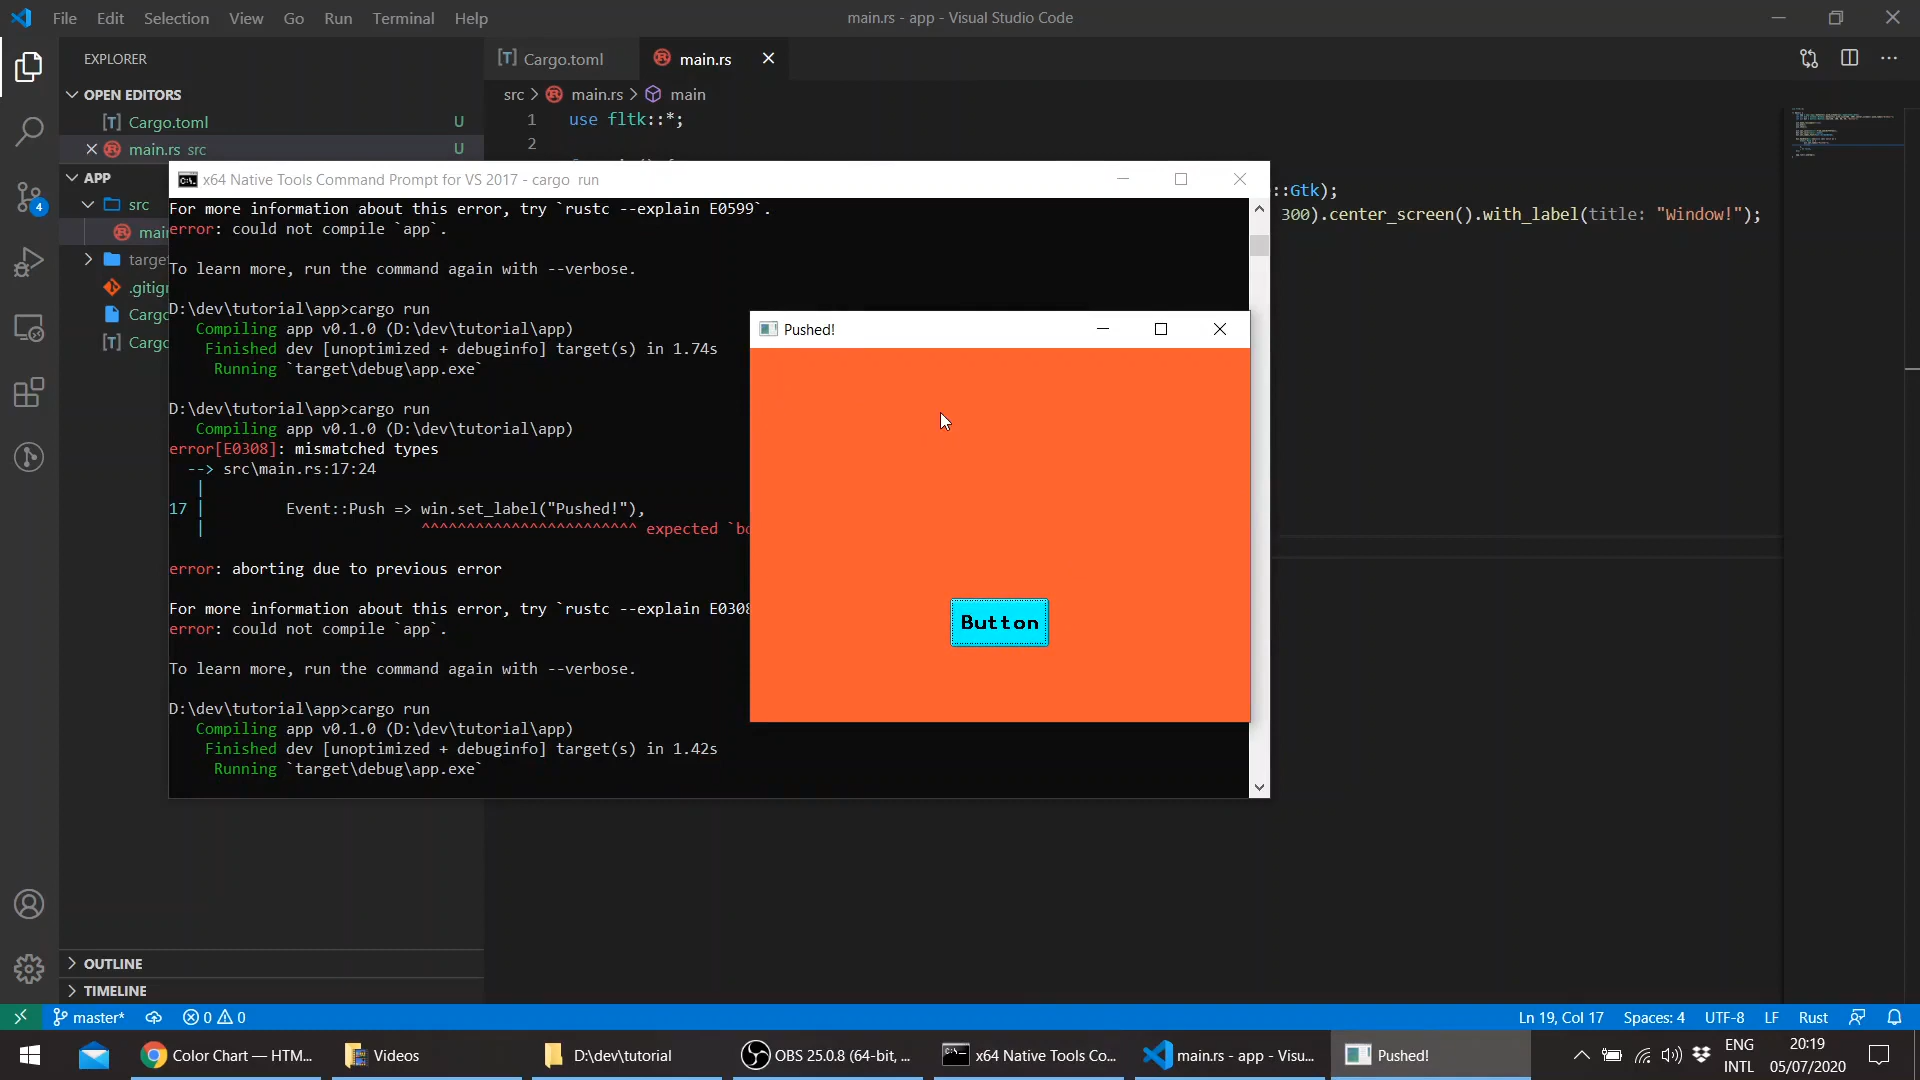 File Edit Selection View Go Run Terminal Help
main.rs - app - Visual Studio Code
EXPLORER
OPEN EDITORS
Cargo.toml U
main.rs src U
APP
src
main
targe
.gitign
Cargo
Cargo
OUTLINE
TIMELINE
Cargo.toml
main.rs
src > main.rs > main
1 use fltk::*;
2
::Gtk);
300).center_screen().with_label(title: "Window!");
x64 Native Tools Command Prompt for VS 2017 - cargo run
For more information about this error, try `rustc --explain E0599`.
error: could not compile `app`.
To learn more, run the command again with --verbose.
D:\dev\tutorial\app>cargo run
Compiling app v0.1.0 (D:\dev\tutorial\app)
Finished dev [unoptimized + debuginfo] target(s) in 1.74s
Running `target\debug\app.exe`
D:\dev\tutorial\app>cargo run
Compiling app v0.1.0 (D:\dev\tutorial\app)
error[E0308]: mismatched types
--> src\main.rs:17:24
|
17 | Event::Push => win.set_label("Pushed!"),
| ^^^^^^^^^^^^^^^^^^^^^^^^ expected `bo
error: aborting due to previous error
For more information about this error, try `rustc --explain E0308
error: could not compile `app`.
To learn more, run the command again with --verbose.
D:\dev\tutorial\app>cargo run
Compiling app v0.1.0 (D:\dev\tutorial\app)
Finished dev [unoptimized + debuginfo] target(s) in 1.42s
Running `target\debug\app.exe`
Pushed!
Button
4
master* 0 0
Ln 19, Col 17 Spaces: 4 UTF-8 LF Rust
Color Chart — HTM...
Videos
D:\dev\tutorial
OBS 25.0.8 (64-bit, ...
x64 Native Tools Co...
main.rs - app - Visu...
Pushed!
ENG
INTL
20:19
05/07/2020